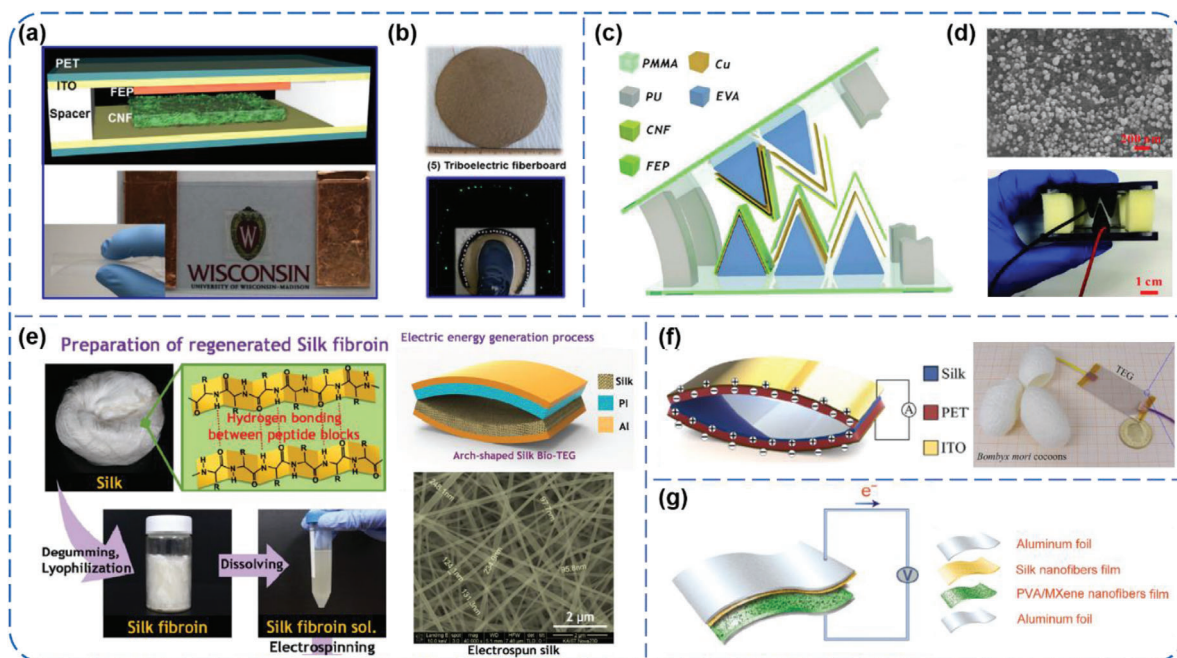 (a)
PET
ITO
FEP
Spacer
CNF
W
WISCONSIN
UNIVERSITY OF WISCONSIN-MADISON
(b)
(5) Triboelectric fiberboard
(c)
PMMA
Cu
PU
EVA
CNF
FEP
(d)
200 nm
1 cm
(e)
Preparation of regenerated Silk fibroin
Hydrogen bonding
between peptide blocks
Silk
Degumming,
Lyophilization
Silk fibroin
Dissolving
Silk fibroin sol.
Electrospinning
Electric energy generation process
Silk
PI
Al
Arch-shaped Silk Bio-TEG
2 µm
Electrospun silk
(f)
A
Silk
PET
ITO
TEG
Bombyx mori cocoons
(g)
e⁻
V
Aluminum foil
Silk nanofibers film
PVA/MXene nanofibers film
Aluminum foil